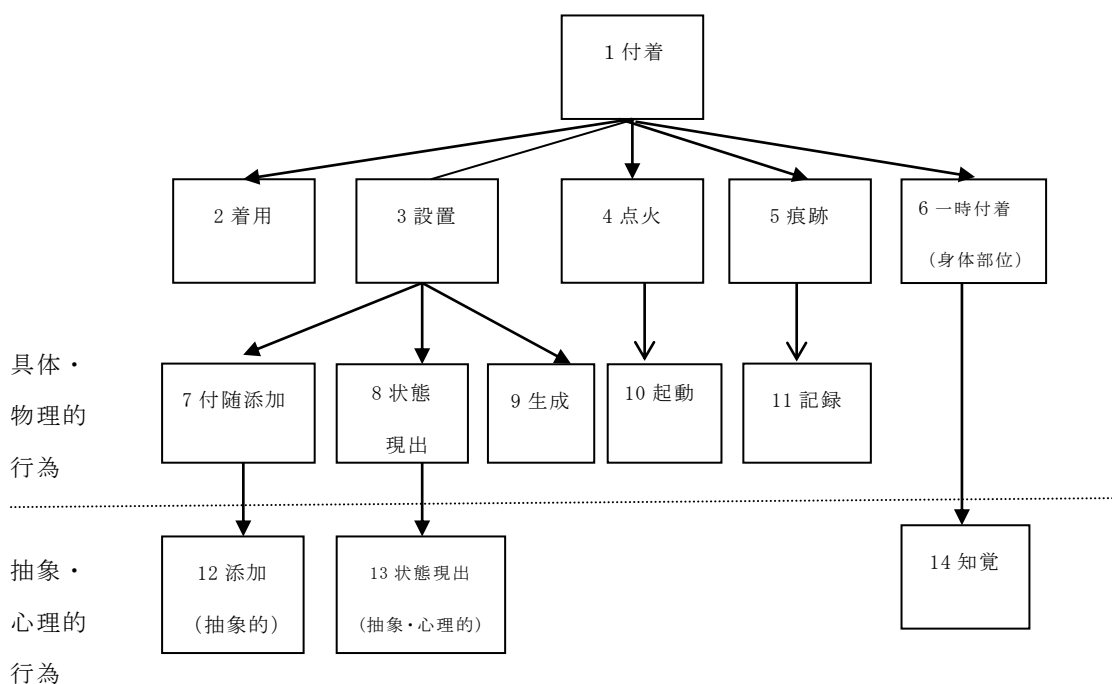 1 付着
2 着用
3 設置
4 点火
5 痕跡
6 一時付着
(身体部位)
具体・
物理的
行為
7 付随添加
8 状態
現出
9 生成
10 起動
11 記録
抽象・
心理的
行為
12 添加
(抽象的)
13 状態現出
(抽象・心理的)
14 知覚